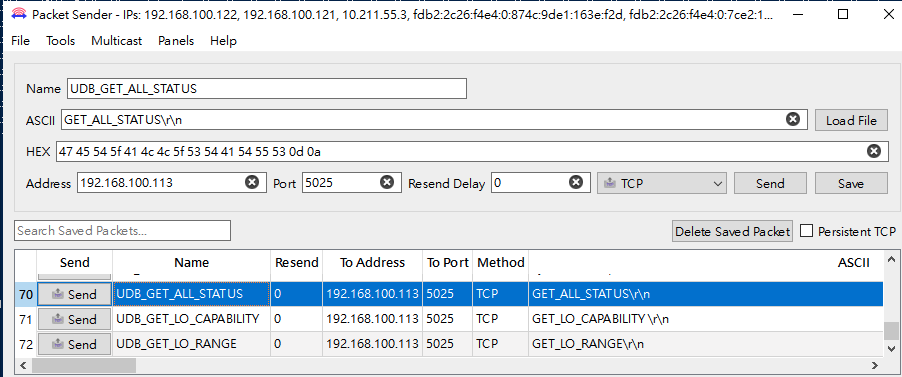 Packet Sender - IPs: 192.168.100.122, 192.168.100.121, 10.211.55.3, fdb2:2c26:f4e4:0:874c:9de1:163e:f2d, fdb2:2c26:f4e4:0:7ce2:1...
File Tools Multicast Panels Help
Name UDB_GET_ALL_STATUS
ASCII GET_ALL_STATUS\r\n Load File
HEX 47 45 54 5f 41 4c 4c 5f 53 54 41 54 55 53 0d 0a
Address 192.168.100.113 Port 5025 Resend Delay 0 TCP Send Save
Search Saved Packets... Delete Saved Packet Persistent TCP
Send Name Resend To Address To Port Method ASCII
70 Send UDB_GET_ALL_STATUS 0 192.168.100.113 5025 TCP GET_ALL_STATUS\r\n
71 Send UDB_GET_LO_CAPABILITY 0 192.168.100.113 5025 TCP GET_LO_CAPABILITY \r\n
72 Send UDB_GET_LO_RANGE 0 192.168.100.113 5025 TCP GET_LO_RANGE\r\n